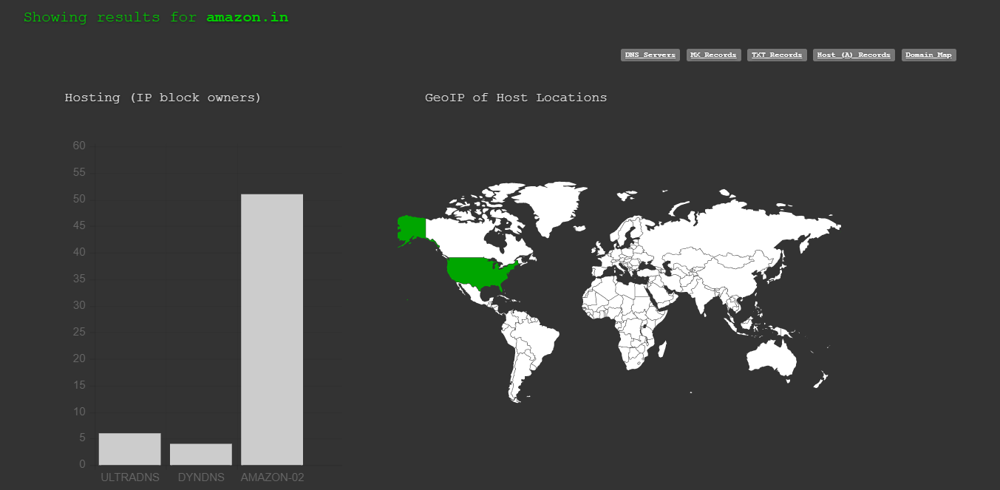 Showing results for amazon.in
DNS Servers MX Records TXT Records Host (A) Records Domain Map
Hosting (IP block owners)
GeoIP of Host Locations
60
55
50
45
40
35
30
25
20
15
10
5
0
ULTRADNS DYNDNS AMAZON-02